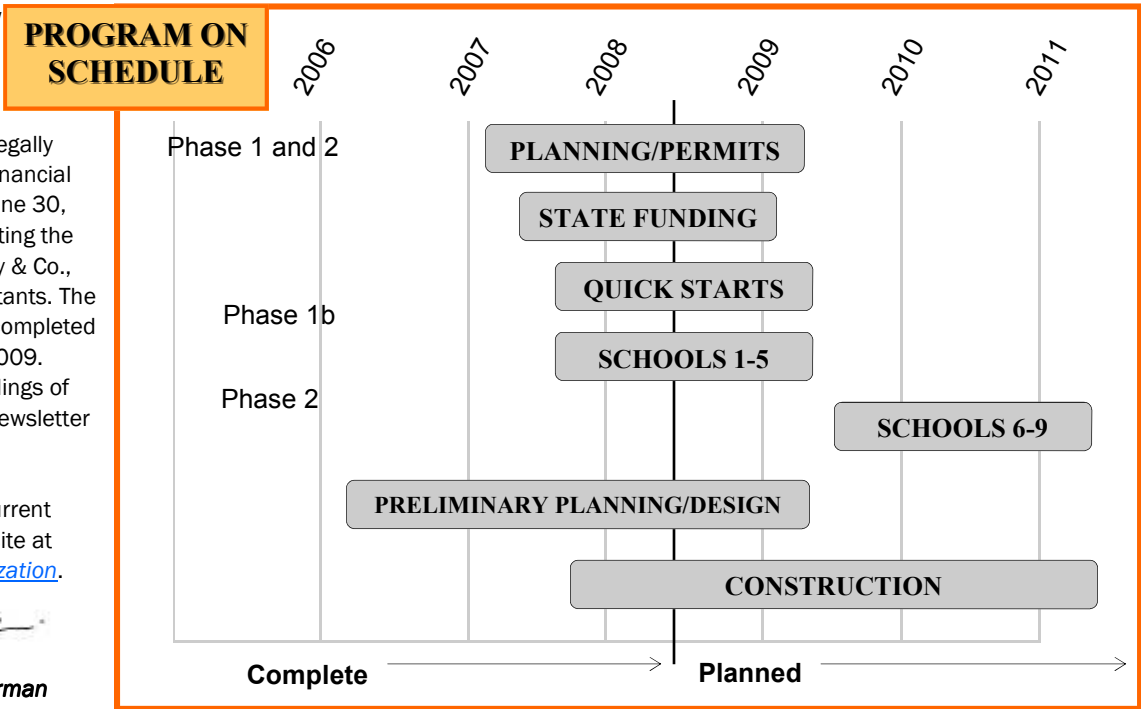 PROGRAM ON
SCHEDULE
egally
nancial
ne 30,
ting the
y & Co.,
tants. The
ompleted
009.
lings of
ewsletter
urrent
ite at
zation.
rman
2006
2007
2008
2009
2010
2011
Phase 1 and 2
PLANNING/PERMITS
STATE FUNDING
QUICK STARTS
Phase 1b
SCHOOLS 1-5
Phase 2
SCHOOLS 6-9
PRELIMINARY PLANNING/DESIGN
CONSTRUCTION
Complete
Planned